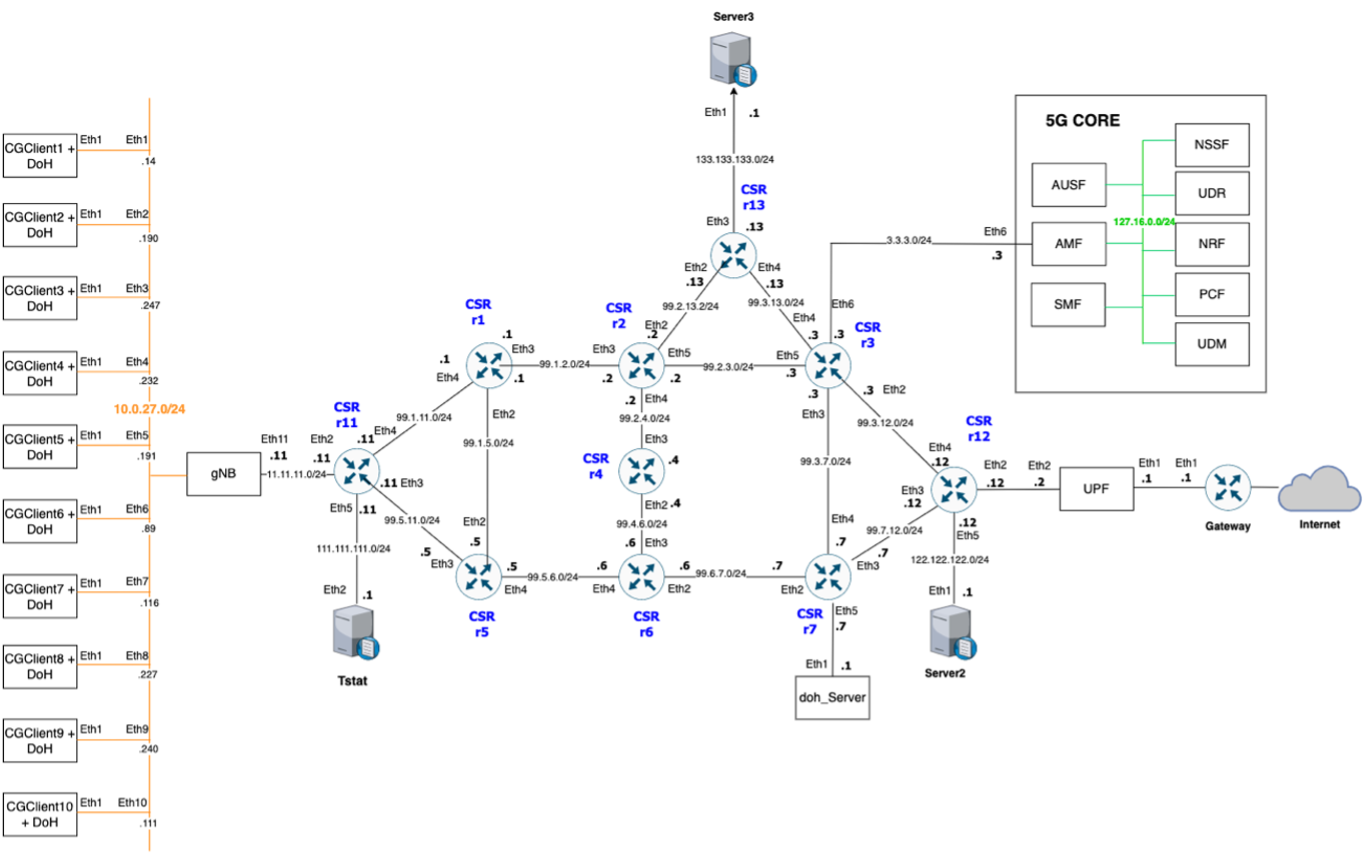 Server3
Eth1 .1
133.133.133.0/24
CSR
r13
Eth3 .13
Eth2
.13
Eth4
.13
99.2.13.2/24
99.3.13.0/24
5G CORE
NSSF
AUSF
UDR
127.16.0.0/24
AMF
NRF
SMF
PCF
UDM
Eth6
.3
3.3.3.0/24
CGClient1 +
DoH
Eth1
Eth1
.14
CGClient2 +
DoH
Eth1
Eth2
.190
CGClient3 +
DoH
Eth1
Eth3
.247
CGClient4 +
DoH
Eth1
Eth4
.232
10.0.27.0/24
CGClient5 +
DoH
Eth1
Eth5
.191
CGClient6 +
DoH
Eth1
Eth6
.89
CGClient7 +
DoH
Eth1
Eth7
.116
CGClient8 +
DoH
Eth1
Eth8
.227
CGClient9 +
DoH
Eth1
Eth9
.240
CGClient10
+ DoH
Eth1
Eth10
.111
gNB
Eth11
.11
11.11.11.0/24
Eth2
.11
CSR
r11
.11
Eth4
.11 Eth3
Eth5 .11
111.111.111.0/24
Eth2 .1
Tstat
99.1.11.0/24
99.5.11.0/24
CSR
r1
.1
Eth4
.1
Eth3
.1
Eth2
99.1.2.0/24
99.1.5.0/24
CSR
r2
Eth3
.2
Eth2
.2
Eth5
.2
.2 Eth4
99.2.3.0/24
99.2.4.0/24
CSR
r4
Eth3
.4
Eth2 .4
99.4.6.0/24
Eth2
.5
.5
Eth3
.5
Eth4
CSR
r5
99.5.6.0/24
.6 Eth3
.6
Eth4
.6
Eth2
CSR
r6
99.6.7.0/24
CSR
r3
Eth4
.3
Eth6
.3
Eth5
.3
.3
Eth3
.3 Eth2
99.3.12.0/24
99.3.7.0/24
Eth4
.7
.7
Eth2
.7
Eth3
CSR
r7
Eth5
.7
99.7.12.0/24
Eth1 .1
doh_Server
CSR
r12
Eth4
.12
Eth3
.12
Eth2
.12
.12
Eth5
122.122.122.0/24
Eth1 .1
Server2
Eth2
.2
UPF
Eth1
.1
Eth1
.1
Gateway
Internet